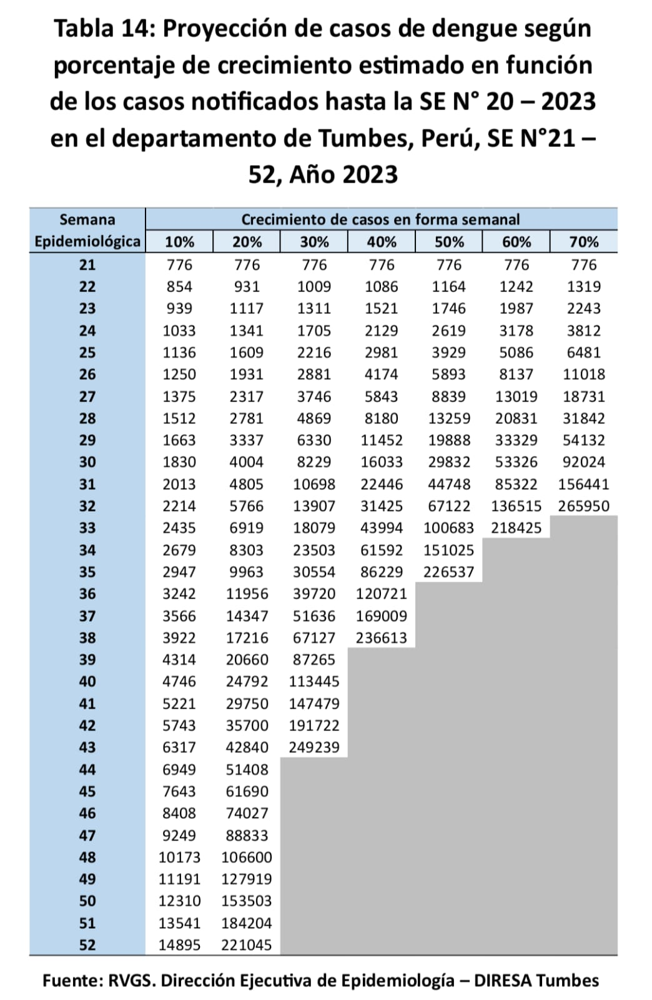 Tabla 14: Proyección de casos de dengue según
porcentaje de crecimiento estimado en función
de los casos notificados hasta la SE N° 20 – 2023
en el departamento de Tumbes, Perú, SE N°21 –
52, Año 2023
Semana Epidemiológica Crecimiento de casos en forma semanal
10% 20% 30% 40% 50% 60% 70%
21 776 776 776 776 776 776 776
22 854 931 1009 1086 1164 1242 1319
23 939 1117 1311 1521 1746 1987 2243
24 1033 1341 1705 2129 2619 3178 3812
25 1136 1609 2216 2981 3929 5086 6481
26 1250 1931 2881 4174 5893 8137 11018
27 1375 2317 3746 5843 8839 13019 18731
28 1512 2781 4869 8180 13259 20831 31842
29 1663 3337 6330 11452 19888 33329 54132
30 1830 4004 8229 16033 29832 53326 92024
31 2013 4805 10698 22446 44748 85322 156441
32 2214 5766 13907 31425 67122 136515 265950
33 2435 6919 18079 43994 100683 218425
34 2679 8303 23503 61592 151025
35 2947 9963 30554 86229 226537
36 3242 11956 39720 120721
37 3566 14347 51636 169009
38 3922 17216 67127 236613
39 4314 20660 87265
40 4746 24792 113445
41 5221 29750 147479
42 5743 35700 191722
43 6317 42840 249239
44 6949 51408
45 7643 61690
46 8408 74027
47 9249 88833
48 10173 106600
49 11191 127919
50 12310 153503
51 13541 184204
52 14895 221045
Fuente: RVGS. Dirección Ejecutiva de Epidemiología – DIRESA Tumbes